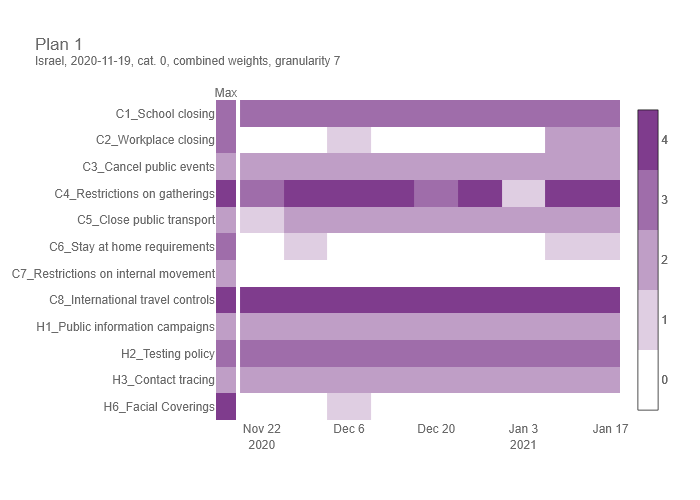 Plan 1
Israel, 2020-11-19, cat. 0, combined weights, granularity 7
Max
C1_School closing
C2_Workplace closing
C3_Cancel public events
C4_Restrictions on gatherings
C5_Close public transport
C6_Stay at home requirements
C7_Restrictions on internal movement
C8_International travel controls
H1_Public information campaigns
H2_Testing policy
H3_Contact tracing
H6_Facial Coverings
4
3
2
1
0
Nov 22 Dec 6 Dec 20 Jan 3 Jan 17
2020 2021